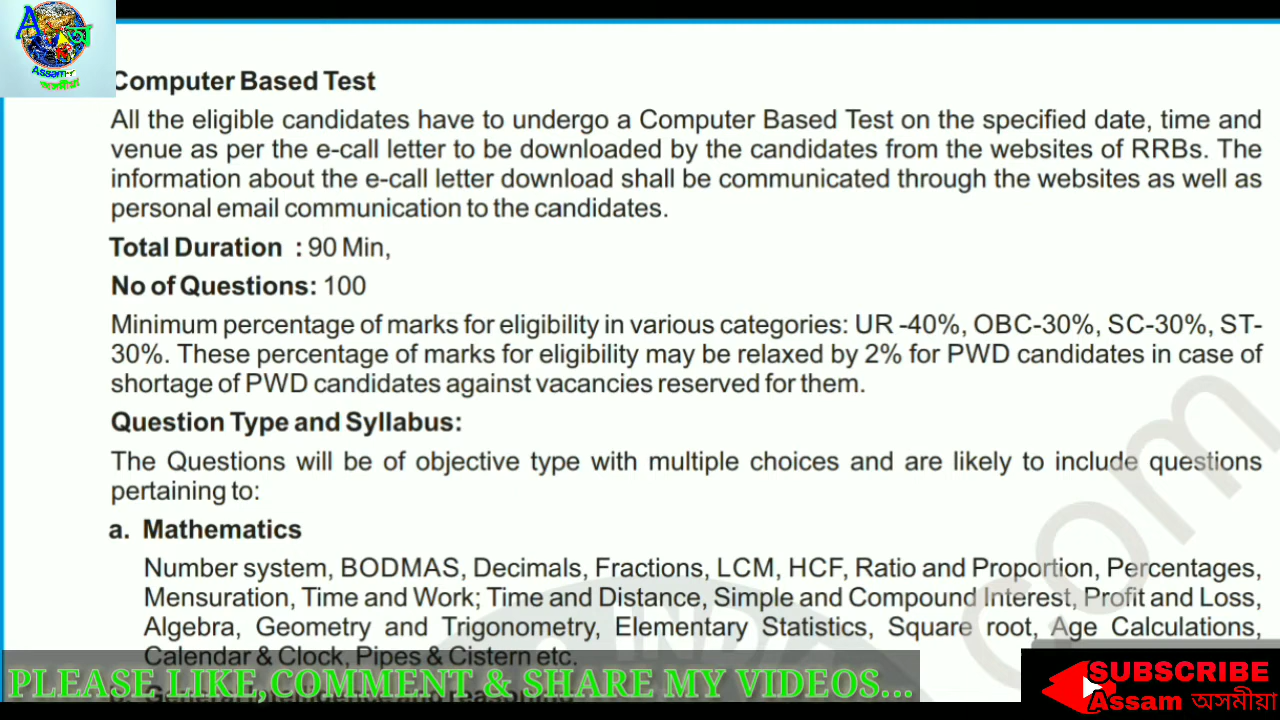 Computer Based Test
All the eligible candidates have to undergo a Computer Based Test on the specified date, time and
venue as per the e-call letter to be downloaded by the candidates from the websites of RRBs. The
information about the e-call letter download shall be communicated through the websites as well as
personal email communication to the candidates.
Total Duration : 90 Min,
No of Questions: 100
Minimum percentage of marks for eligibility in various categories: UR -40%, OBC-30%, SC-30%, ST-
30%. These percentage of marks for eligibility may be relaxed by 2% for PWD candidates in case of
shortage of PWD candidates against vacancies reserved for them.
Question Type and Syllabus:
The Questions will be of objective type with multiple choices and are likely to include questions
pertaining to:
a. Mathematics
Number system, BODMAS, Decimals, Fractions, LCM, HCF, Ratio and Proportion, Percentages,
Mensuration, Time and Work; Time and Distance, Simple and Compound Interest, Profit and Loss,
Algebra, Geometry and Trigonometry, Elementary Statistics, Square root, Age Calculations,
Calendar & Clock, Pipes & Cistern etc.
PLEASE LIKE,COMMENT & SHARE MY VIDEOS...
SUBSCRIBE
Assam অসমীয়া
অসমীয়া
.com